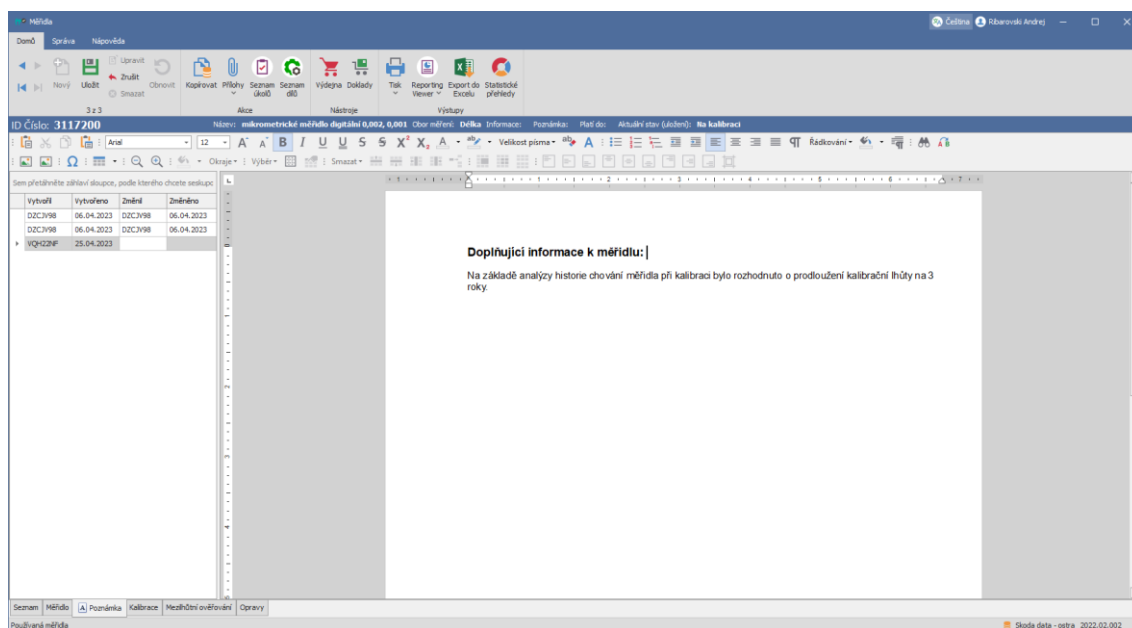 Měřidla
Čeština Ribarovski Andrej
Domů Správa Nápověda
Nový Uložit Upravit Zrušit Smazat Obnovit Kopírovat Přílohy Seznam úkolů Seznam dílů Výdejna Doklady Tisk Reporting Viewer Export do Excelu Statistické přehledy
3 z 3 Akce Nástroje Výstupy
ID Číslo: 3117200 Název: mikrometrické měřidlo digitální 0,002, 0,001 Obor měření: Délka Informace: Poznámka: Platí do: Aktuální stav (uložení): Na kalibraci
Arial 12 Velikost písma Řádkování
Okraje Výběr Smazat
Sem přetáhněte záhlaví sloupce, podle kterého chcete seskupo
Vytvořil Vytvořeno Změnil Změněno
DZCJV98 06.04.2023 DZCJV98 06.04.2023
DZCJV98 06.04.2023 DZCJV98 06.04.2023
VQH22NF 25.04.2023
Doplňující informace k měřidlu:
Na základě analýzy historie chování měřidla při kalibraci bylo rozhodnuto o prodloužení kalibrační lhůty na 3
roky.
Seznam Měřidlo Poznámka Kalibrace Mezilhůtní ověřování Opravy
Používaná měřidla Skoda data - ostra 2022.02.002